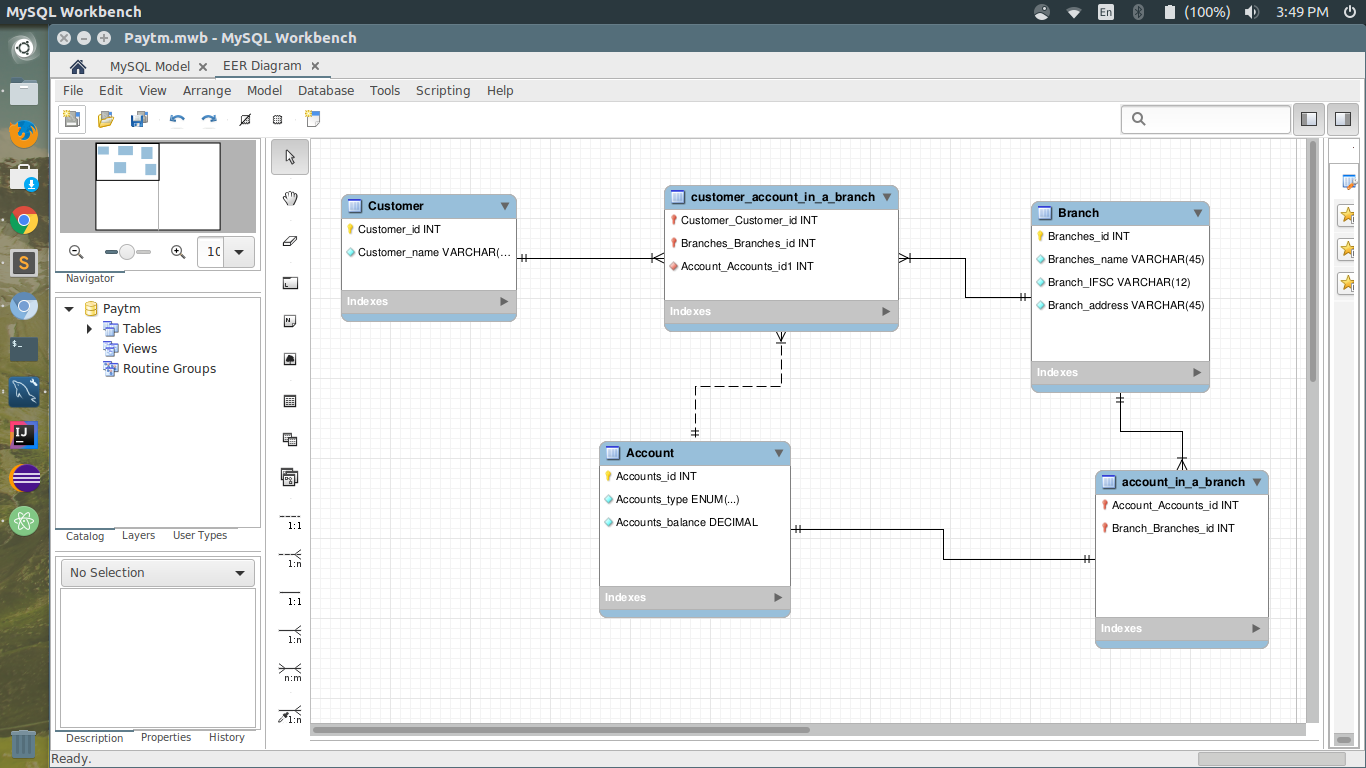 MySQL Workbench
En
(100%)
3:49 PM
Paytm.mwb - MySQL Workbench
MySQL Model
EER Diagram
File Edit View Arrange Model Database Tools Scripting Help
Navigator
Paytm
Tables
Views
Routine Groups
Catalog Layers User Types
No Selection
Description Properties History
Ready.
1:1
1:n
1:1
1:n
n:m
1:n
Customer
Customer_id INT
Customer_name VARCHAR(...
Indexes
customer_account_in_a_branch
Customer_Customer_id INT
Branches_Branches_id INT
Account_Accounts_id1 INT
Indexes
Branch
Branches_id INT
Branches_name VARCHAR(45)
Branch_IFSC VARCHAR(12)
Branch_address VARCHAR(45)
Indexes
Account
Accounts_id INT
Accounts_type ENUM(...)
Accounts_balance DECIMAL
Indexes
account_in_a_branch
Account_Accounts_id INT
Branch_Branches_id INT
Indexes